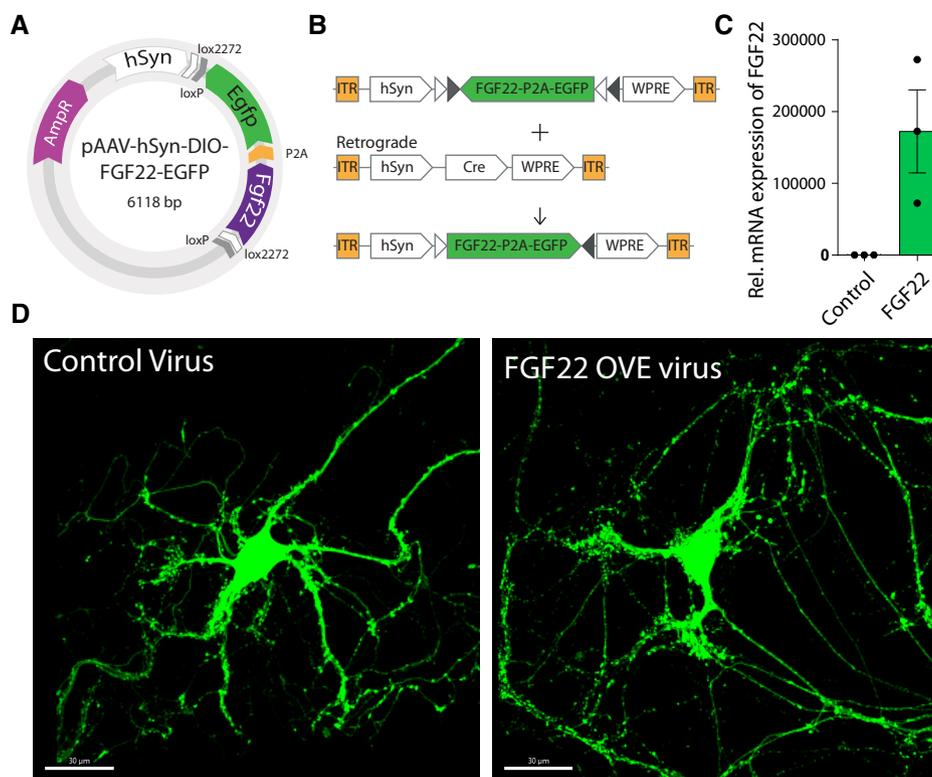 A
hSyn
lox2272
loxP
Egfp
AmpR
P2A
pAAV-hSyn-DIO-
FGF22-EGFP
6118 bp
Fgf22
loxP
lox2272
B
ITR hSyn FGF22-P2A-EGFP WPRE ITR
+
Retrograde
ITR hSyn Cre WPRE ITR
ITR hSyn FGF22-P2A-EGFP WPRE ITR
C
Rel. mRNA expression of FGF22
300000
200000
100000
0
Control
FGF22
D
Control Virus
30 µm
FGF22 OVE virus
30 µm